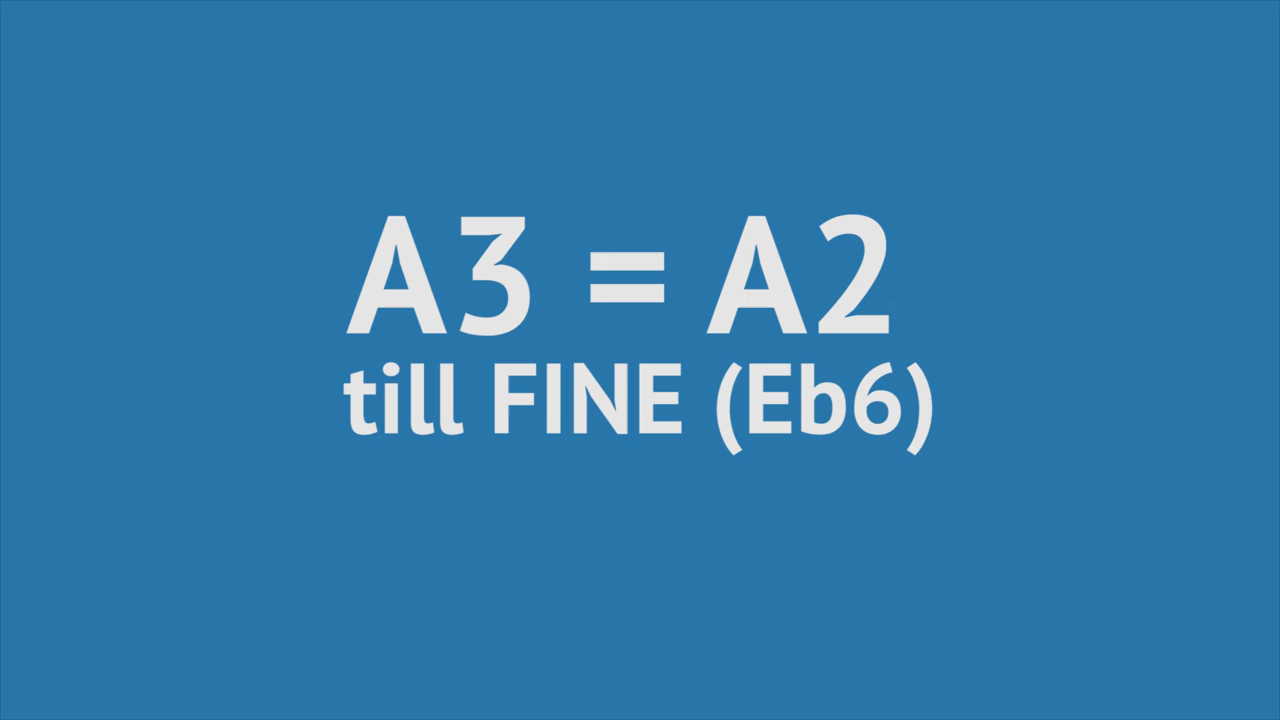 A3 = A2
till FINE (Eb6)